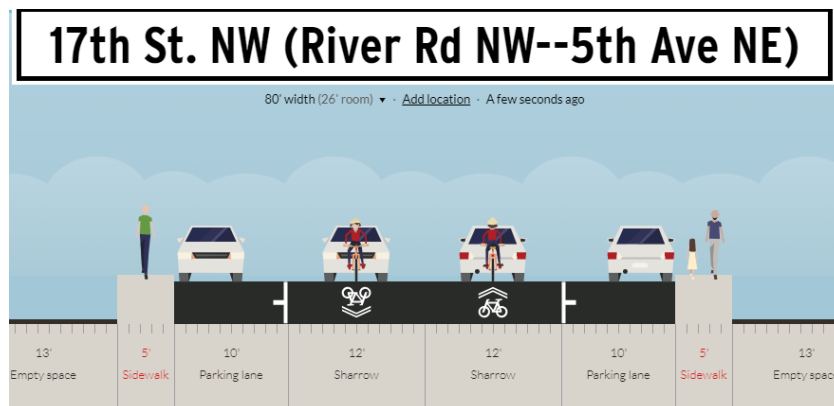 17th St. NW (River Rd NW--5th Ave NE)
80' width (26' room) ▾ · Add location · A few seconds ago
13' 5' 10' 12' 12' 10' 5' 13'
Empty space Sidewalk Parking lane Sharrow Sharrow Parking lane Sidewalk Empty spac